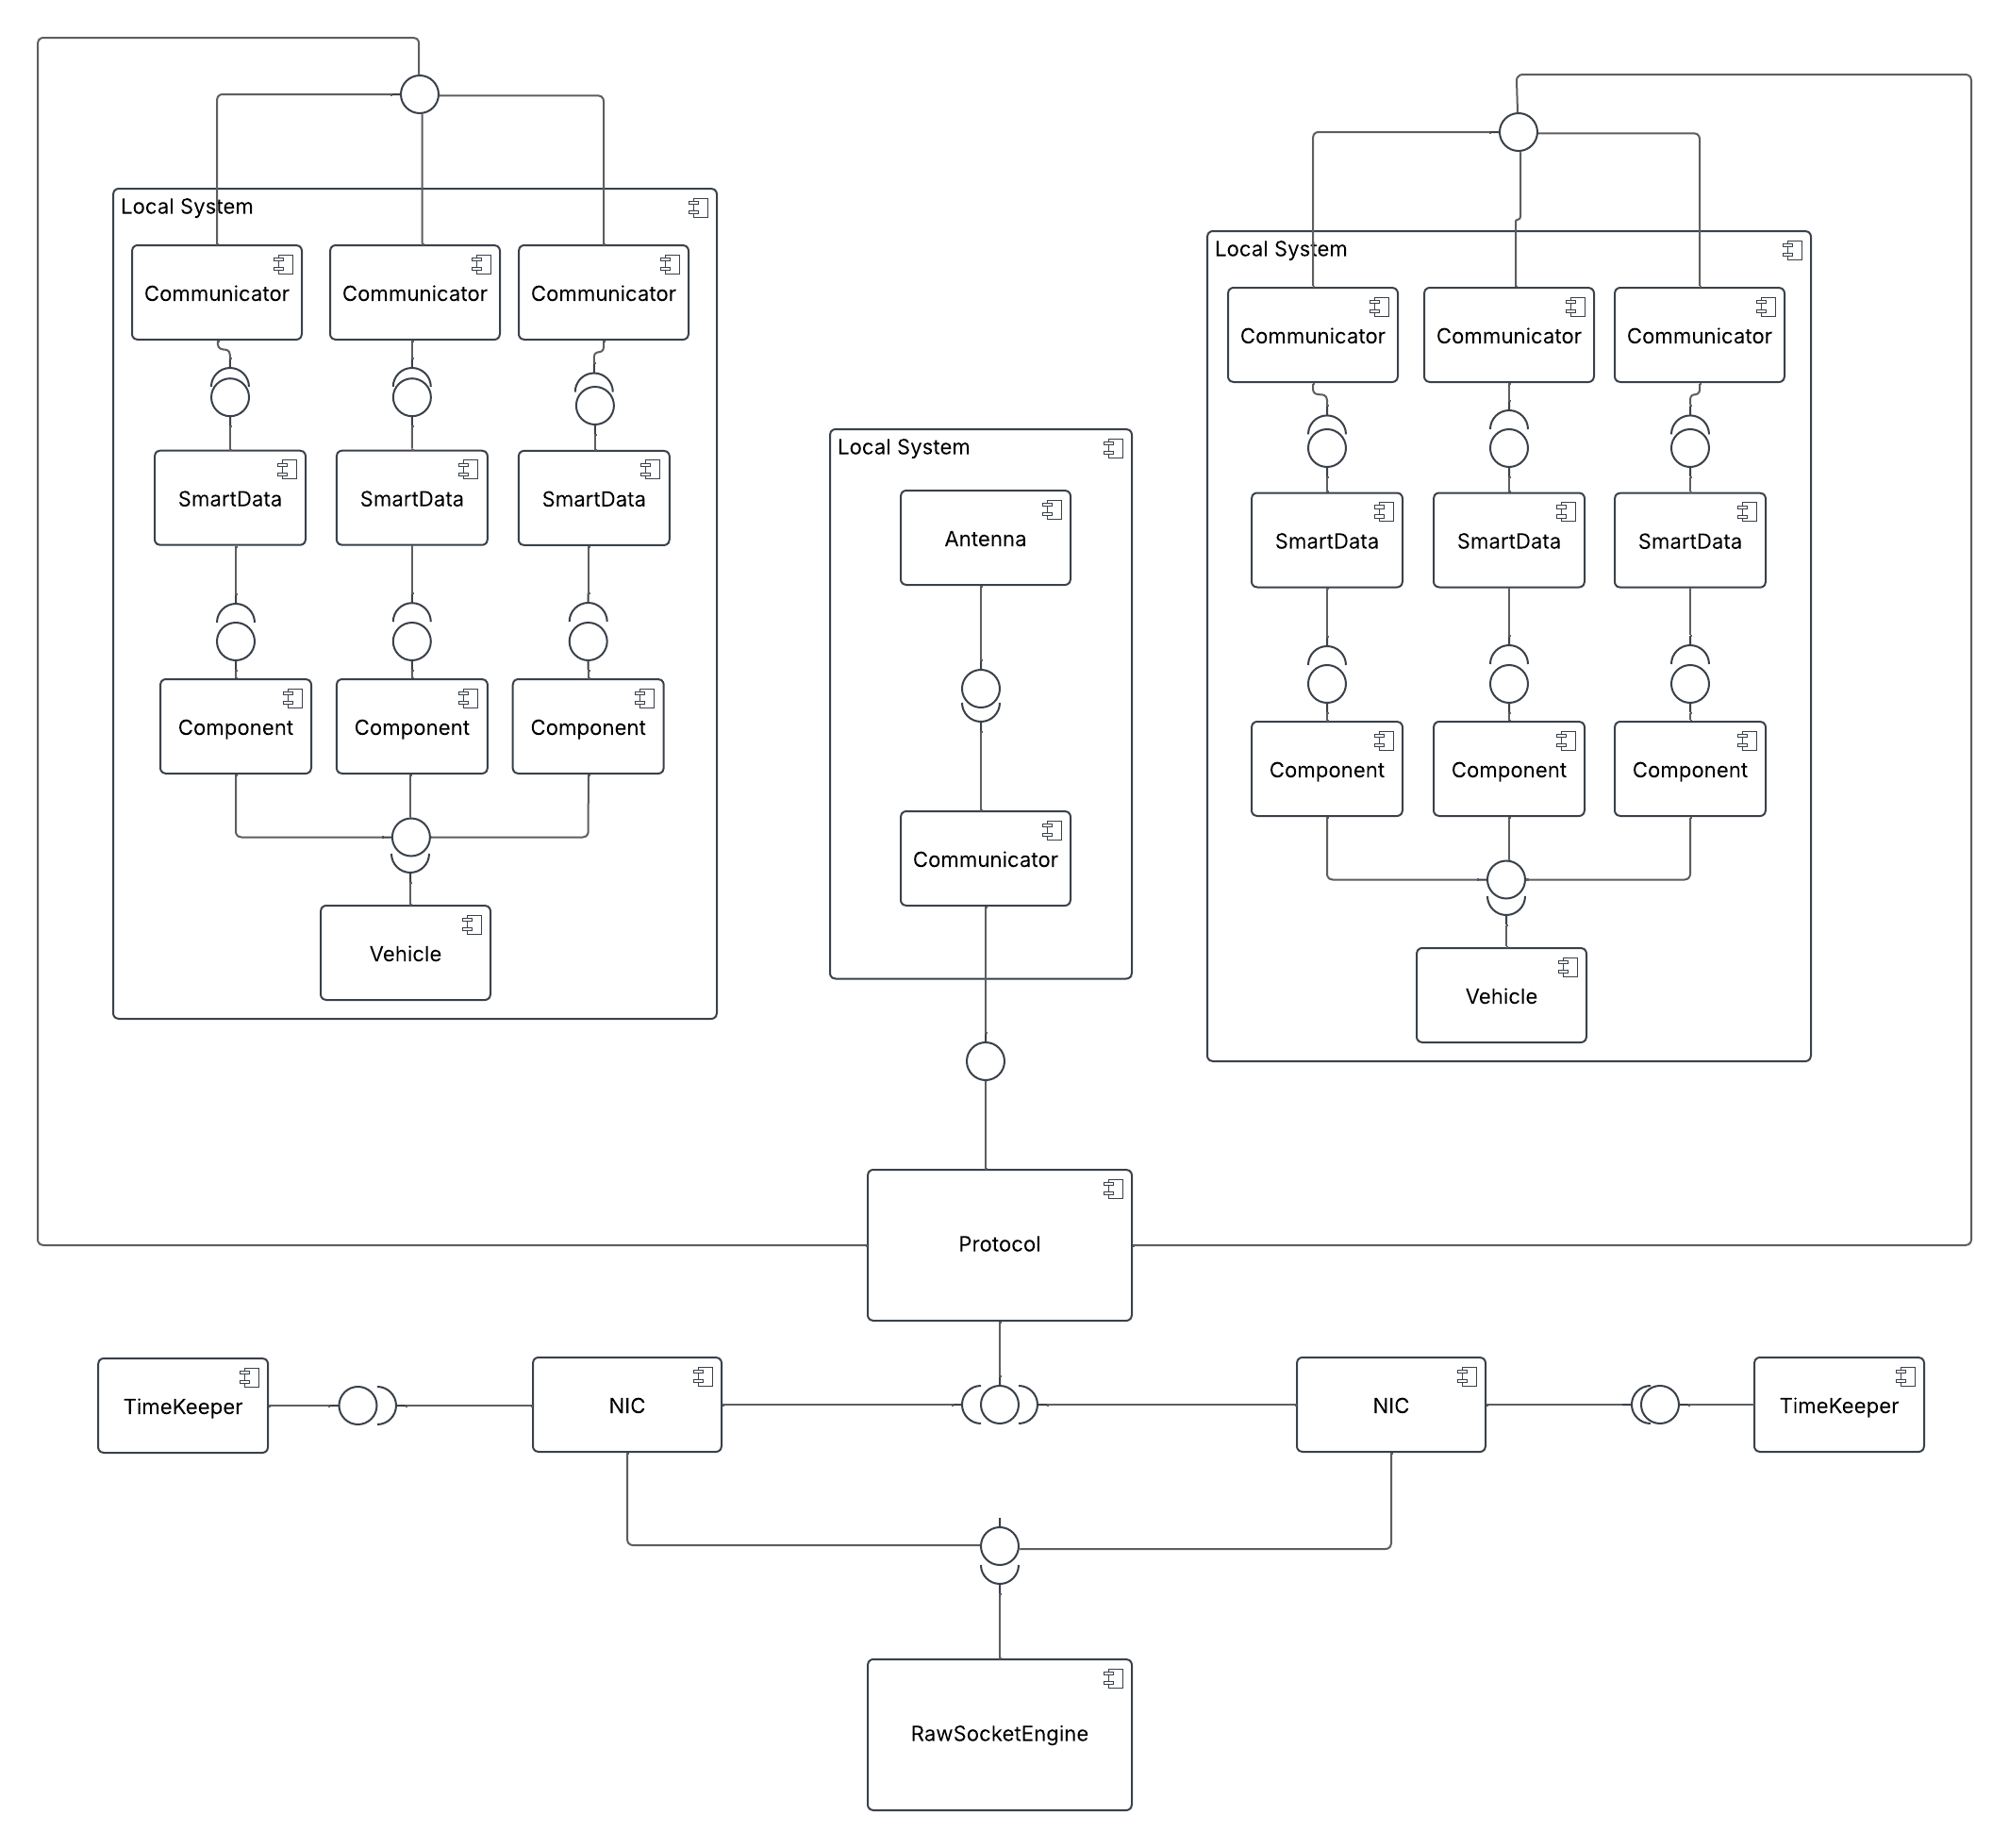 Local System
Communicator
Communicator
Communicator
SmartData
SmartData
SmartData
Component
Component
Component
Vehicle
Local System
Antenna
Communicator
Local System
Communicator
Communicator
Communicator
SmartData
SmartData
SmartData
Component
Component
Component
Vehicle
Protocol
TimeKeeper
NIC
NIC
TimeKeeper
RawSocketEngine